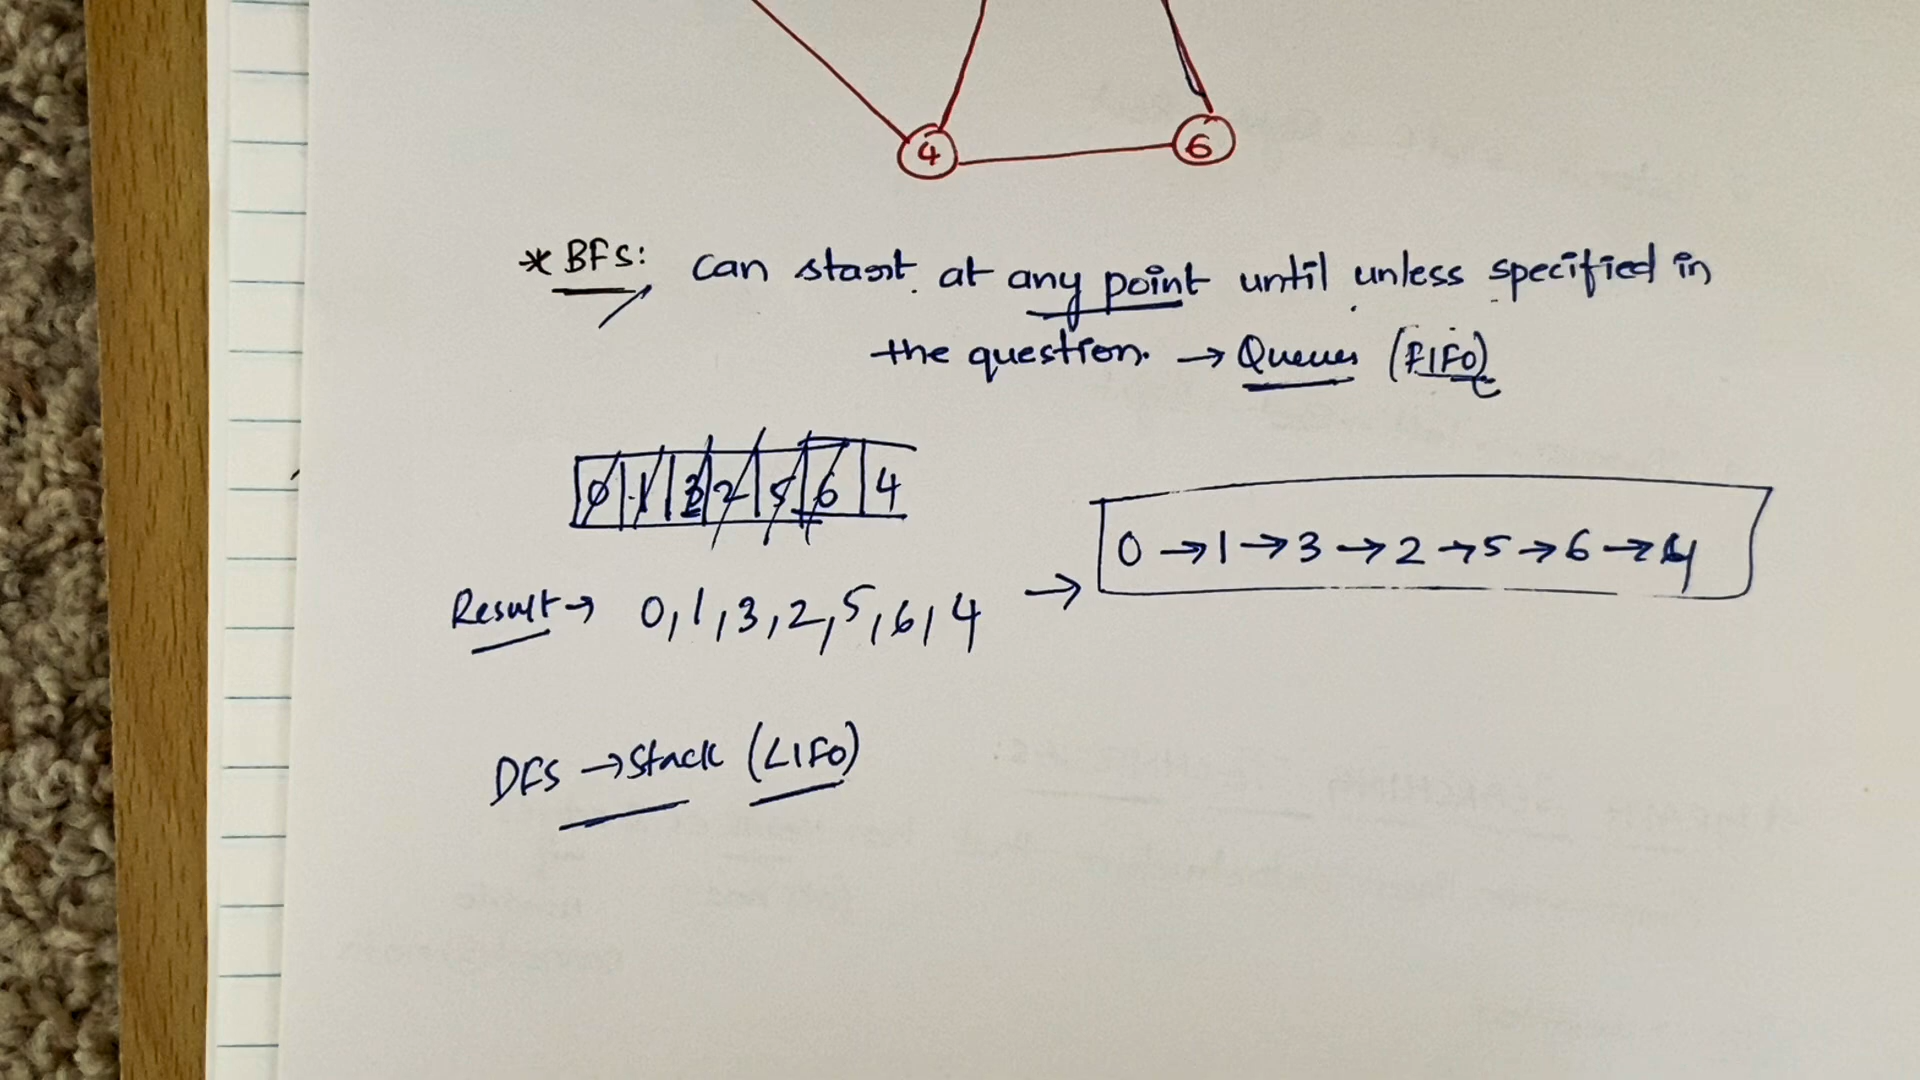 4
6
* BFS: can start at any point until unless specified in
the question. → Queues (FIFO)
0 1 3 2 5 6 4
0 → 1 → 3 → 2 → 5 → 6 → 4
Result → 0, 1, 3, 2, 5, 6, 4 →
DFS → Stack (LIFO)